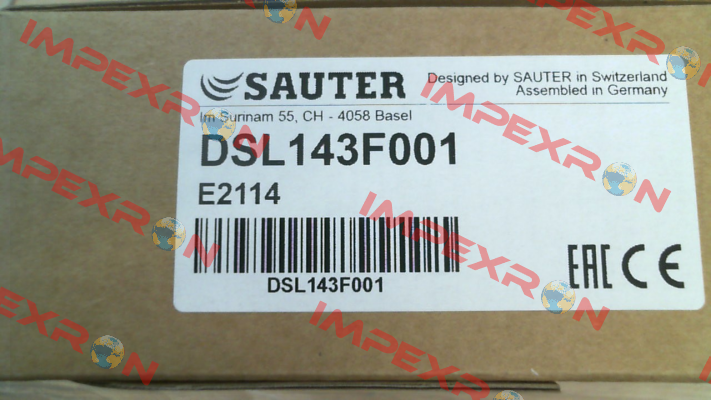 SAUTER
Designed by SAUTER in Switzerland
Assembled in Germany
Im Surinam 55, CH - 4058 Basel
DSL143F001
E2114
DSL143F001
EAC CE
IMPEXRON
IMPEXRON
IMPEXRON
IMPEXRON
IMPEXRON
IMPEXRON